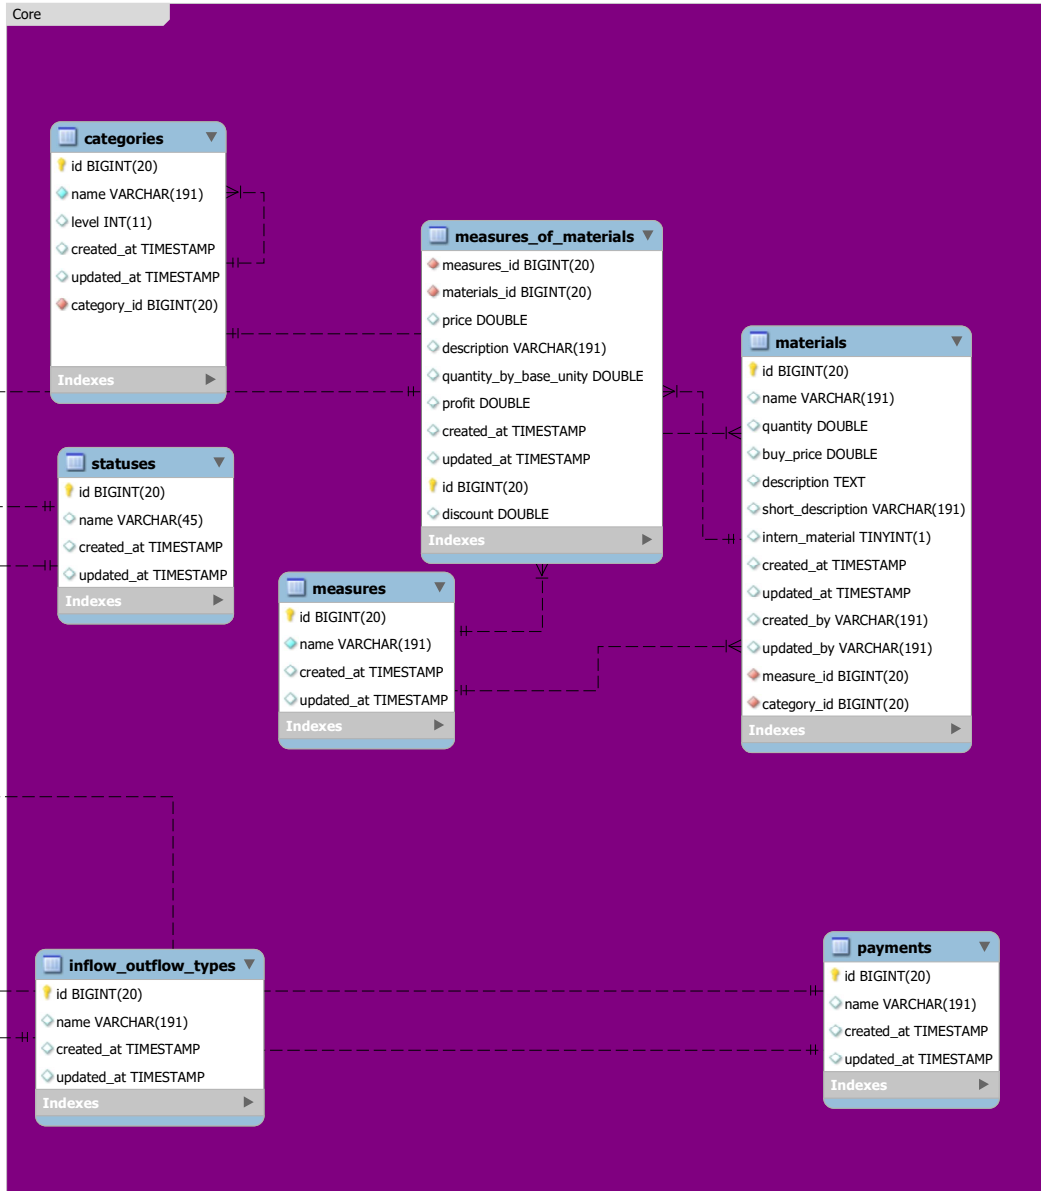 Core
categories
id BIGINT(20)
name VARCHAR(191)
level INT(11)
created_at TIMESTAMP
updated_at TIMESTAMP
category_id BIGINT(20)
Indexes
measures_of_materials
measures_id BIGINT(20)
materials_id BIGINT(20)
price DOUBLE
description VARCHAR(191)
quantity_by_base_unity DOUBLE
profit DOUBLE
created_at TIMESTAMP
updated_at TIMESTAMP
id BIGINT(20)
discount DOUBLE
Indexes
materials
id BIGINT(20)
name VARCHAR(191)
quantity DOUBLE
buy_price DOUBLE
description TEXT
short_description VARCHAR(191)
intern_material TINYINT(1)
created_at TIMESTAMP
updated_at TIMESTAMP
created_by VARCHAR(191)
updated_by VARCHAR(191)
measure_id BIGINT(20)
category_id BIGINT(20)
Indexes
statuses
id BIGINT(20)
name VARCHAR(45)
created_at TIMESTAMP
updated_at TIMESTAMP
Indexes
measures
id BIGINT(20)
name VARCHAR(191)
created_at TIMESTAMP
updated_at TIMESTAMP
Indexes
inflow_outflow_types
id BIGINT(20)
name VARCHAR(191)
created_at TIMESTAMP
updated_at TIMESTAMP
Indexes
payments
id BIGINT(20)
name VARCHAR(191)
created_at TIMESTAMP
updated_at TIMESTAMP
Indexes